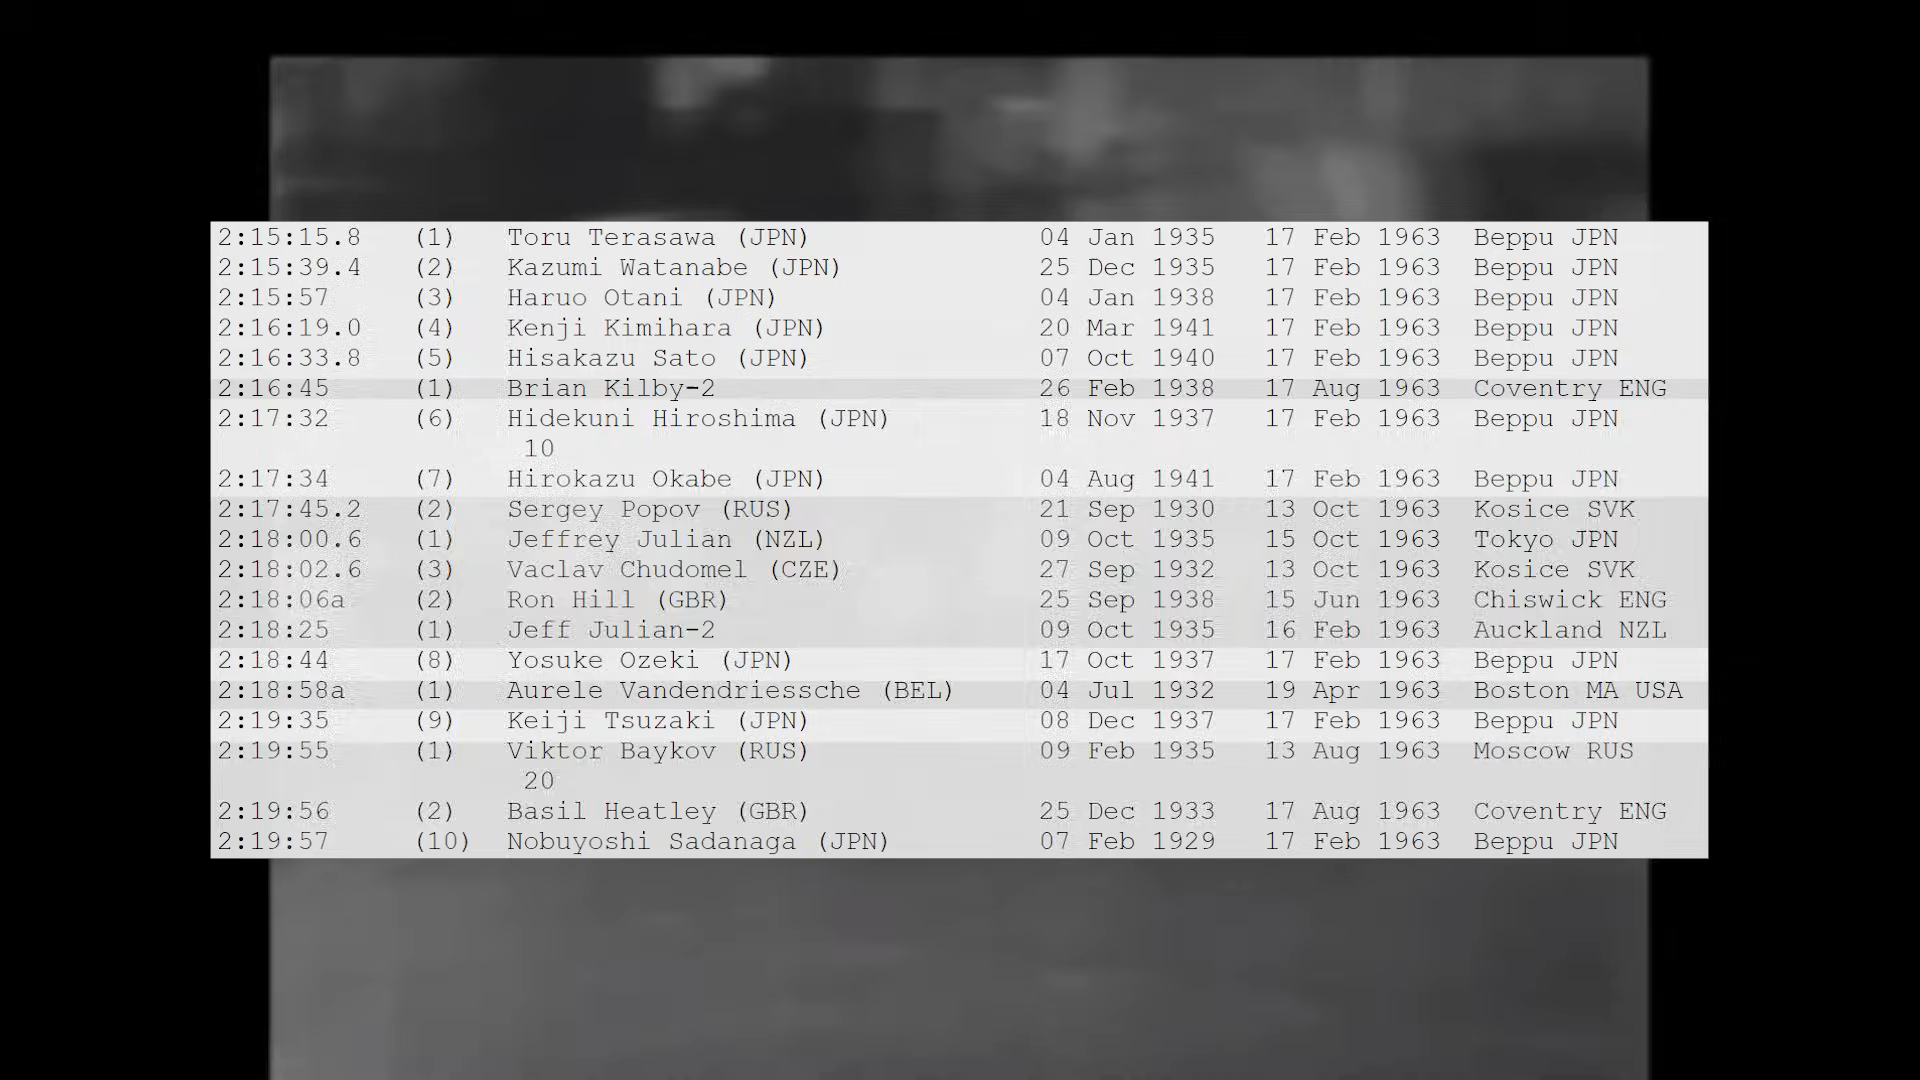 2:15:15.8 (1) Toru Terasawa (JPN) 04 Jan 1935 17 Feb 1963 Beppu JPN
2:15:39.4 (2) Kazumi Watanabe (JPN) 25 Dec 1935 17 Feb 1963 Beppu JPN
2:15:57 (3) Haruo Otani (JPN) 04 Jan 1938 17 Feb 1963 Beppu JPN
2:16:19.0 (4) Kenji Kimihara (JPN) 20 Mar 1941 17 Feb 1963 Beppu JPN
2:16:33.8 (5) Hisakazu Sato (JPN) 07 Oct 1940 17 Feb 1963 Beppu JPN
2:16:45 (1) Brian Kilby-2 26 Feb 1938 17 Aug 1963 Coventry ENG
2:17:32 (6) Hidekuni Hiroshima (JPN) 18 Nov 1937 17 Feb 1963 Beppu JPN
10
2:17:34 (7) Hirokazu Okabe (JPN) 04 Aug 1941 17 Feb 1963 Beppu JPN
2:17:45.2 (2) Sergey Popov (RUS) 21 Sep 1930 13 Oct 1963 Kosice SVK
2:18:00.6 (1) Jeffrey Julian (NZL) 09 Oct 1935 15 Oct 1963 Tokyo JPN
2:18:02.6 (3) Vaclav Chudomel (CZE) 27 Sep 1932 13 Oct 1963 Kosice SVK
2:18:06a (2) Ron Hill (GBR) 25 Sep 1938 15 Jun 1963 Chiswick ENG
2:18:25 (1) Jeff Julian-2 09 Oct 1935 16 Feb 1963 Auckland NZL
2:18:44 (8) Yosuke Ozeki (JPN) 17 Oct 1937 17 Feb 1963 Beppu JPN
2:18:58a (1) Aurele Vandendriessche (BEL) 04 Jul 1932 19 Apr 1963 Boston MA USA
2:19:35 (9) Keiji Tsuzaki (JPN) 08 Dec 1937 17 Feb 1963 Beppu JPN
2:19:55 (1) Viktor Baykov (RUS) 09 Feb 1935 13 Aug 1963 Moscow RUS
20
2:19:56 (2) Basil Heatley (GBR) 25 Dec 1933 17 Aug 1963 Coventry ENG
2:19:57 (10) Nobuyoshi Sadanaga (JPN) 07 Feb 1929 17 Feb 1963 Beppu JPN